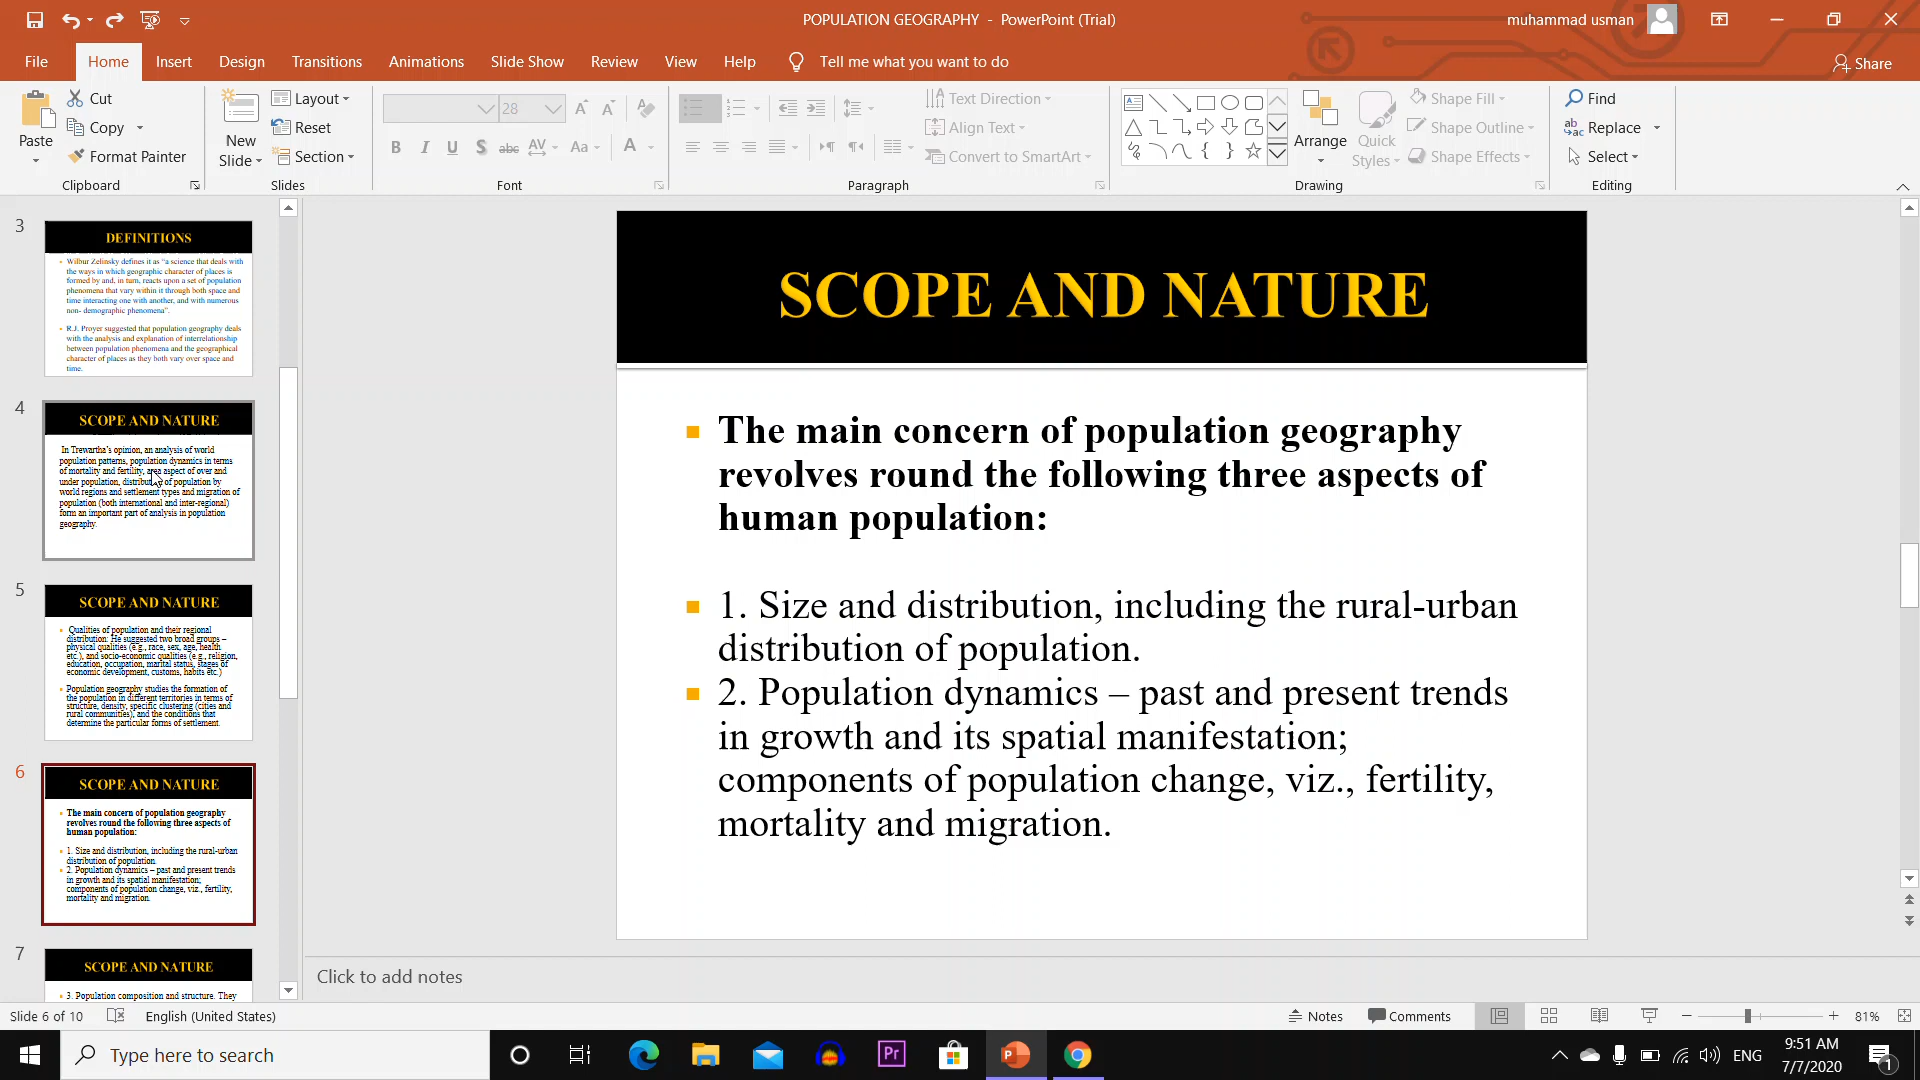 POPULATION GEOGRAPHY - PowerPoint (Trial)
muhammad usman
File Home Insert Design Transitions Animations Slide Show Review View Help Tell me what you want to do
Share
Paste
Cut
Copy
Format Painter
Clipboard
New Slide
Layout
Reset
Section
Slides
28
Font
Text Direction
Align Text
Convert to SmartArt
Paragraph
Arrange
Quick Styles
Shape Fill
Shape Outline
Shape Effects
Drawing
Find
Replace
Select
Editing
3
DEFINITIONS
Wilbur Zelinsky defines it as “a science that deals with
the ways in which geographic character of places is
formed by and, in turn, reacts upon a set of population
phenomena that vary within it through both space and
time interacting one with another, and with numerous
non- demographic phenomena”.
R.J. Proyer suggested that population geography deals
with the analysis and explanation of interrelationship
between population phenomena and the geographical
character of places as they both vary over space and
time.
4
SCOPE AND NATURE
In Trewartha’s opinion, an analysis of world
population patterns, population dynamics in terms
of mortality and fertility, area aspect of over and
under population, distribution of population by
world regions and settlement types and migration of
population (both international and inter-regional)
form an important part of analysis in population
geography.
5
SCOPE AND NATURE
Qualities of population and their regional
distribution: He suggested two broad groups –
physical qualities (e.g., race, sex, age, health
etc.), and socio-economic qualities (e.g., religion,
education, occupation, marital status, stages of
economic development, customs, habits etc.)
Population geography studies the formation of
the population in different territories in terms of
structure, density, specific clustering (cities and
rural communities), and the conditions that
determine the particular forms of settlement.
6
SCOPE AND NATURE
The main concern of population geography
revolves round the following three aspects of
human population:
1. Size and distribution, including the rural-urban
distribution of population.
2. Population dynamics – past and present trends
in growth and its spatial manifestation;
components of population change, viz., fertility,
mortality and migration.
7
SCOPE AND NATURE
3. Population composition and structure. They
SCOPE AND NATURE
The main concern of population geography
revolves round the following three aspects of
human population:
1. Size and distribution, including the rural-urban
distribution of population.
2. Population dynamics – past and present trends
in growth and its spatial manifestation;
components of population change, viz., fertility,
mortality and migration.
Click to add notes
Slide 6 of 10 English (United States)
Notes Comments 81%
Type here to search
ENG
9:51 AM
7/7/2020
1